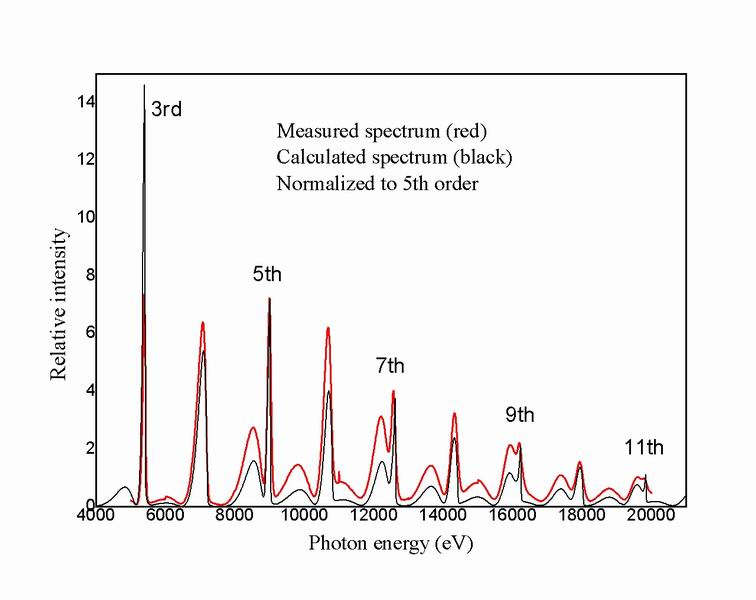 14
3rd
Measured spectrum (red)
12
Calculated spectrum (black)
Normalized to 5th order
10
8
5th
Relative intensity
6
7th
4
9th
11th
2
0
4000 6000 8000 10000 12000 14000 16000 18000 20000
Photon energy (eV)